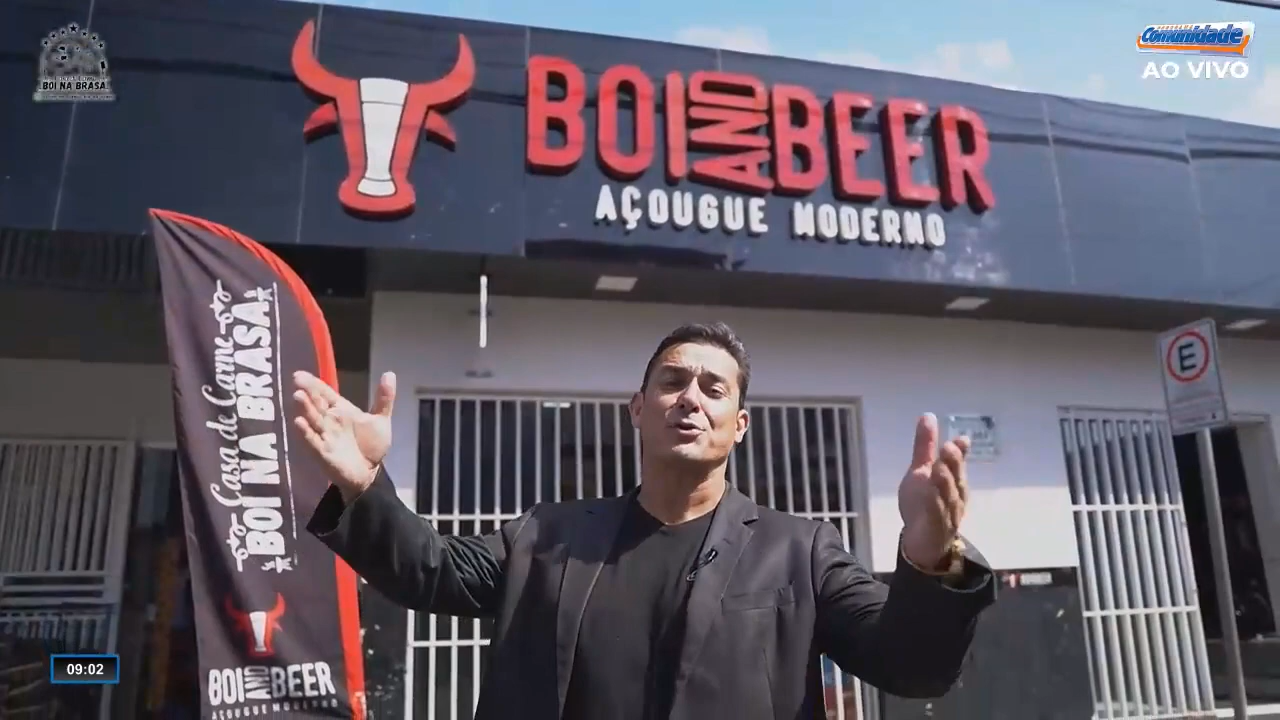 BOI NA BRASA
Comunidade
AO VIVO
BOI AND BEER
AÇOUGUE MODERNO
Casa de Carne
BOI NA BRASA
BOI AND BEER
AÇOUGUE MODERNO
E
09:02